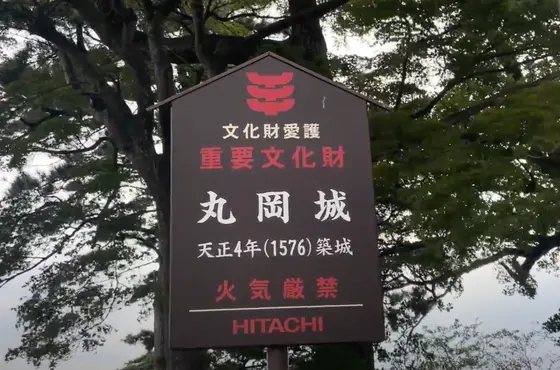 文化財愛護
重要文化財
丸岡城
天正4年(1576)築城
火気厳禁
HITACHI